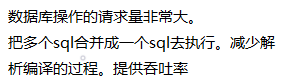 数据库操作的请求量非常大。
把多个sql合并成一个sql去执行。减少解
析编译的过程。提供吞吐率